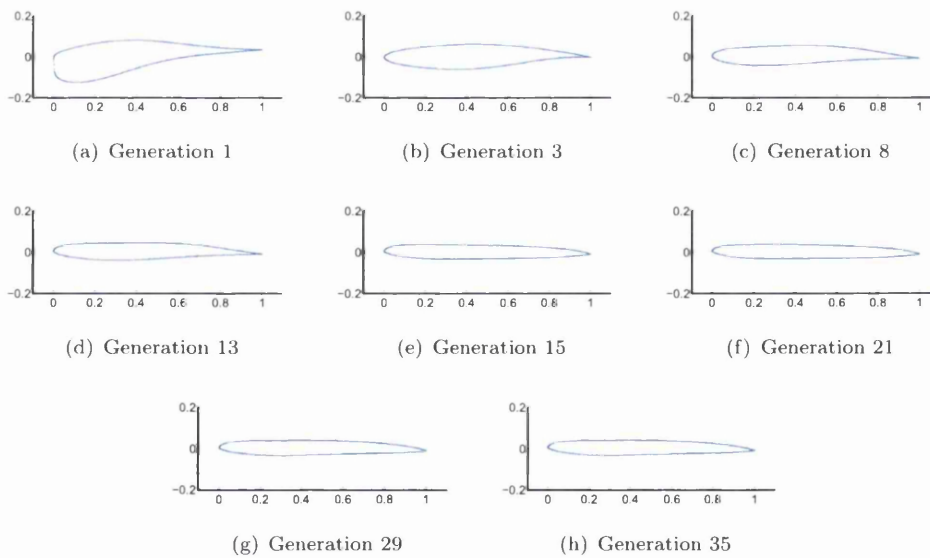 0.2 0.2 0.2
0 0 0
−0.2 −0.2 −0.2
0 0.2 0.4 0.6 0.8 1 0 0.2 0.4 0.6 0.8 1 0 0.2 0.4 0.6 0.8 1
(a) Generation 1 (b) Generation 3 (c) Generation 8
0.2 0.2 0.2
0 0 0
−0.2 −0.2 −0.2
0 0.2 0.4 0.6 0.8 1 0 0.2 0.4 0.6 0.8 1 0 0.2 0.4 0.6 0.8 1
(d) Generation 13 (e) Generation 15 (f) Generation 21
0.2 0.2
0 0
−0.2 −0.2
0 0.2 0.4 0.6 0.8 1 0 0.2 0.4 0.6 0.8 1
(g) Generation 29 (h) Generation 35